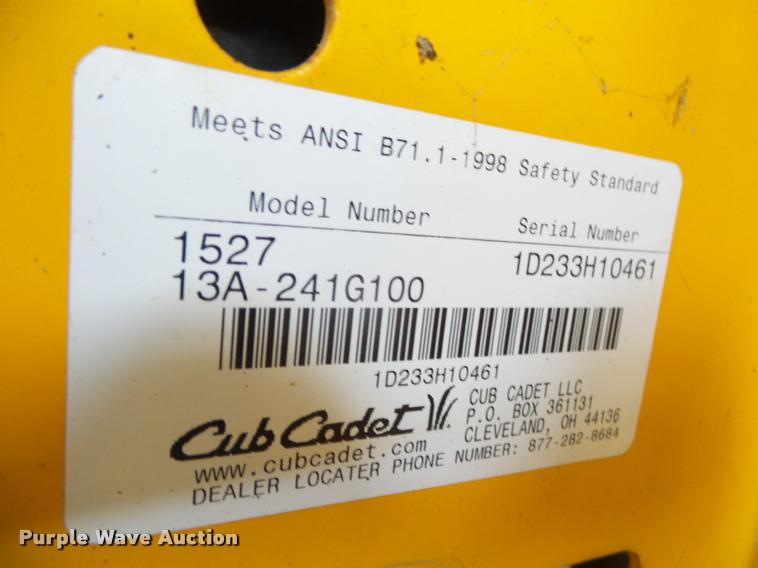 Meets ANSI B71.1-1998 Safety Standard
Model Number Serial Number
1527 1D233H10461
13A-241G100
1D233H10461
Cub Cadet
CUB CADET LLC
P.O. BOX 361131
CLEVELAND, OH 44136
www.cubcadet.com
DEALER LOCATER PHONE NUMBER: 877-282-8684
Purple Wave Auction